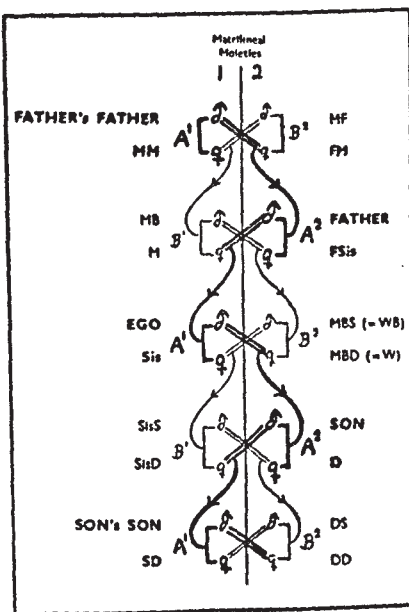 Matrilineal
Moieties
1 2
FATHER's FATHER A¹ ♂ ♂ B² MF
MM ♀ ♀ FM
MB B¹ ♂ ♂ A² FATHER
M ♀ ♀ FSis
EGO A¹ ♂ ♂ B² MBS (=WB)
Sis ♀ ♀ MBD (=W)
SisS B¹ ♂ ♂ A² SON
SisD ♀ ♀ D
SON's SON A¹ ♂ ♂ B² DS
SD ♀ ♀ DD